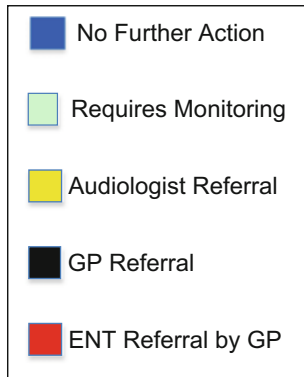 No Further Action
Requires Monitoring
Audiologist Referral
GP Referral
ENT Referral by GP